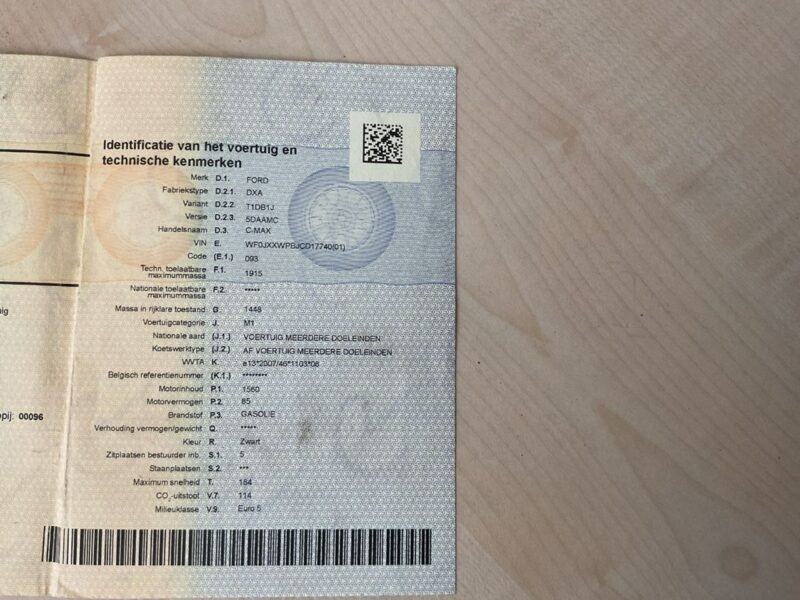 Identificatie van het voertuig en
technische kenmerken
Merk D.1. FORD
Fabriekstype D.2.1. DXA
Variant D.2.2. T1DB1J
Versie D.2.3. 5DAAMC
Handelsnaam D.3. C-MAX
VIN E. WF0JXXWPBJCD17740(01)
Code (E.1.) 093
Techn. toelaatbare F.1. 1915
maximummassa
Nationale toelaatbare F.2. *****
maximummassa
Massa in rijklare toestand G. 1448
Voertuigcategorie J. M1
Nationale aard (J.1.) VOERTUIG MEERDERE DOELEINDEN
Koetswerktype (J.2.) AF VOERTUIG MEERDERE DOELEINDEN
WVTA K. e13*2007/46*1103*06
Belgisch referentienummer (K.1.) ********
Motorinhoud P.1. 1560
Motorvermogen P.2. 85
Brandstof P.3. GASOLIE
pij: 00096
Verhouding vermogen/gewicht Q. *****
Kleur R. Zwart
Zitplaatsen bestuurder inb. S.1. 5
Staanplaatsen S.2. ***
Maximum snelheid T. 184
CO2-uitstoot V.7. 114
Milieuklasse V.9. Euro 5